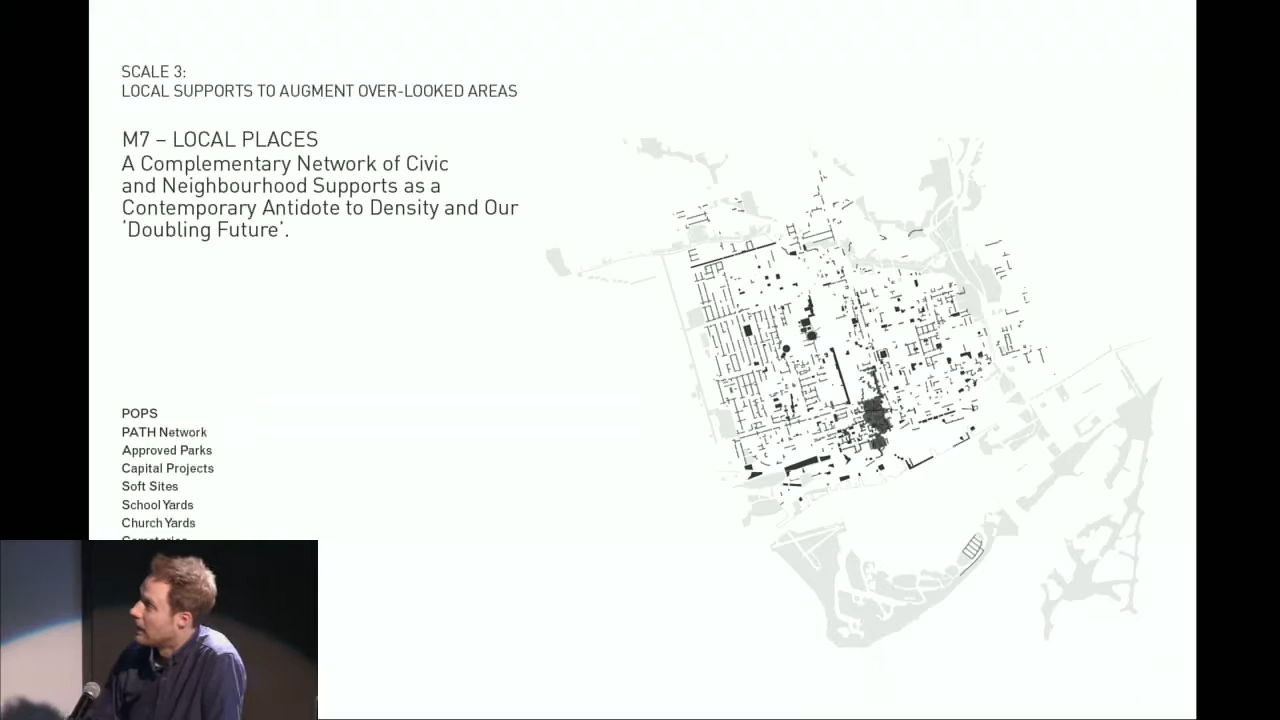 SCALE 3:
LOCAL SUPPORTS TO AUGMENT OVER-LOOKED AREAS
M7 – LOCAL PLACES
A Complementary Network of Civic
and Neighbourhood Supports as a
Contemporary Antidote to Density and Our
'Doubling Future'.
POPS
PATH Network
Approved Parks
Capital Projects
Soft Sites
School Yards
Church Yards